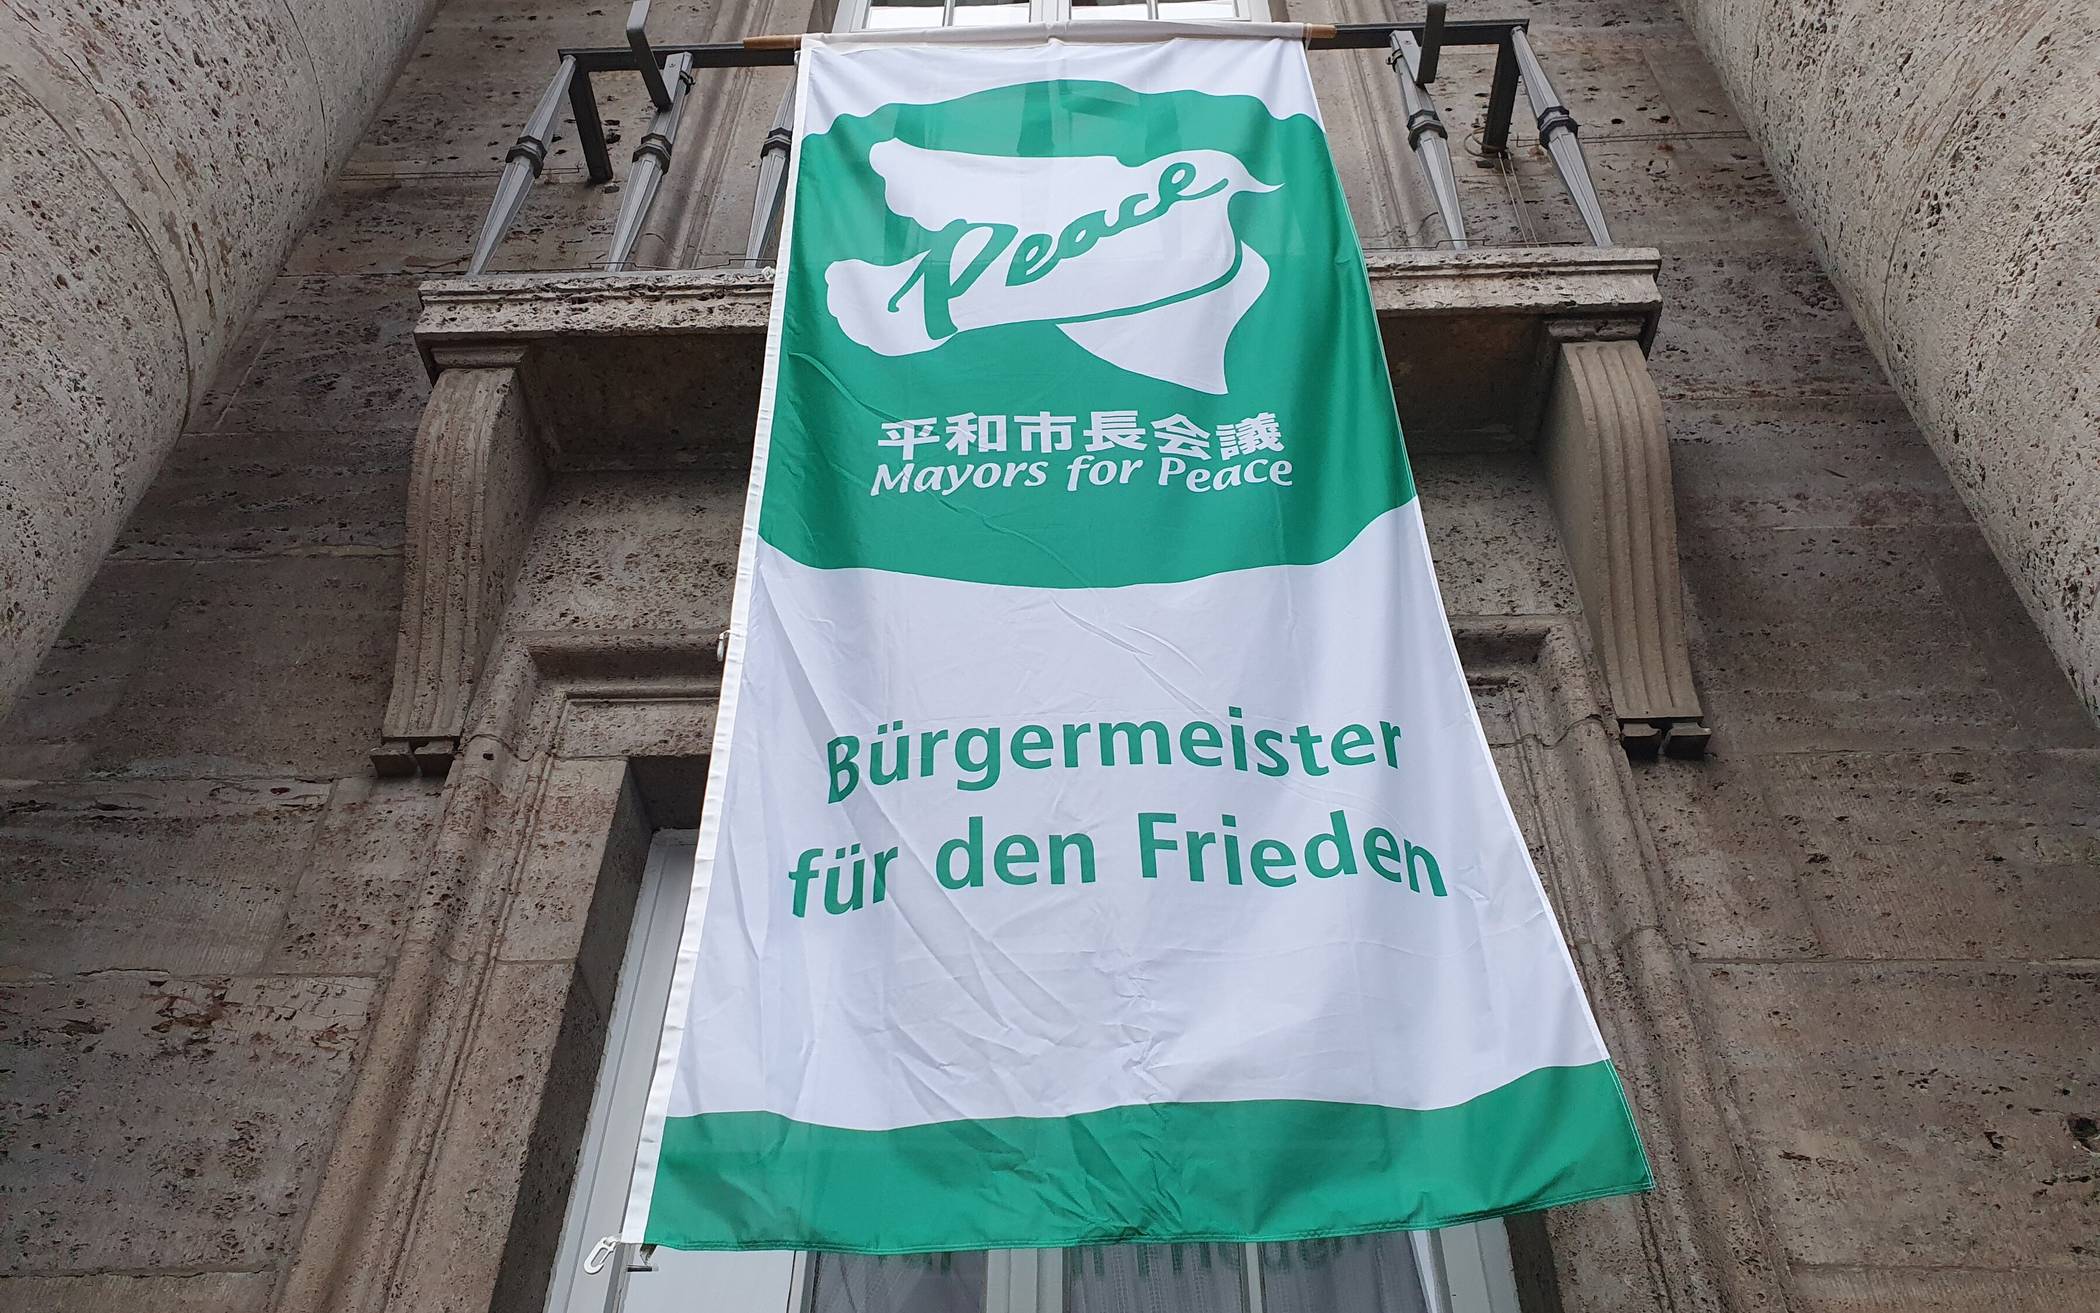 Peace
平和市長会議
Mayors for Peace
Bürgermeister
für den Frieden